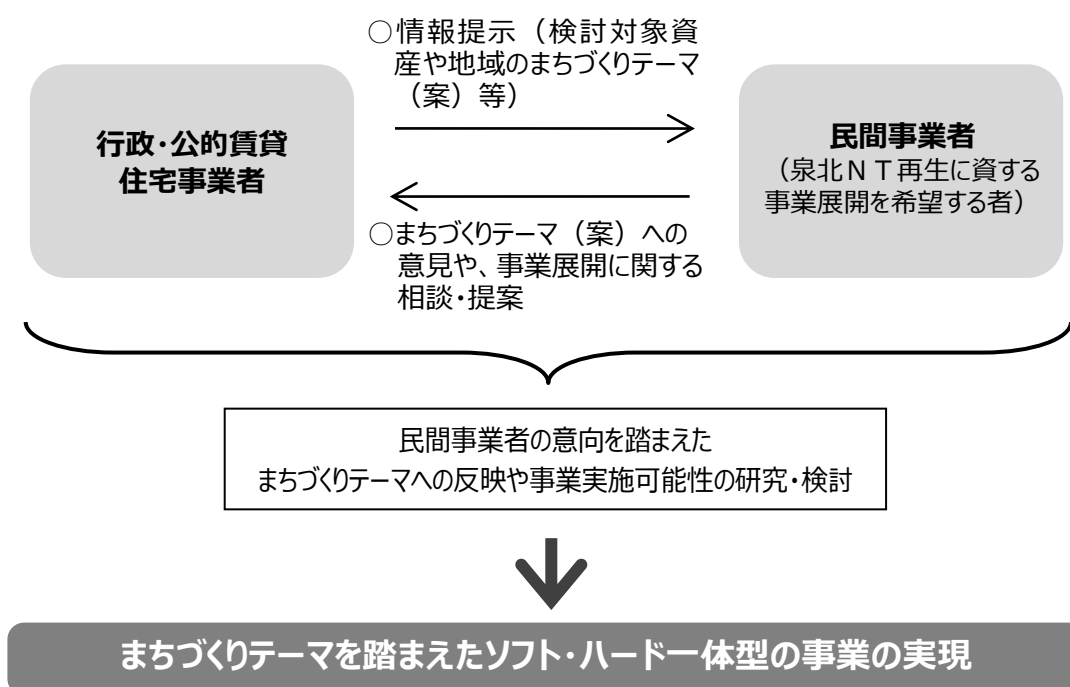 ○情報提示（検討対象資
産や地域のまちづくりテーマ
（案）等）
行政・公的賃貸
住宅事業者
民間事業者
（泉北ＮＴ再生に資する
事業展開を希望する者）
○まちづくりテーマ（案）への
意見や、事業展開に関する
相談・提案
民間事業者の意向を踏まえた
まちづくりテーマへの反映や事業実施可能性の研究・検討
まちづくりテーマを踏まえたソフト・ハード一体型の事業の実現